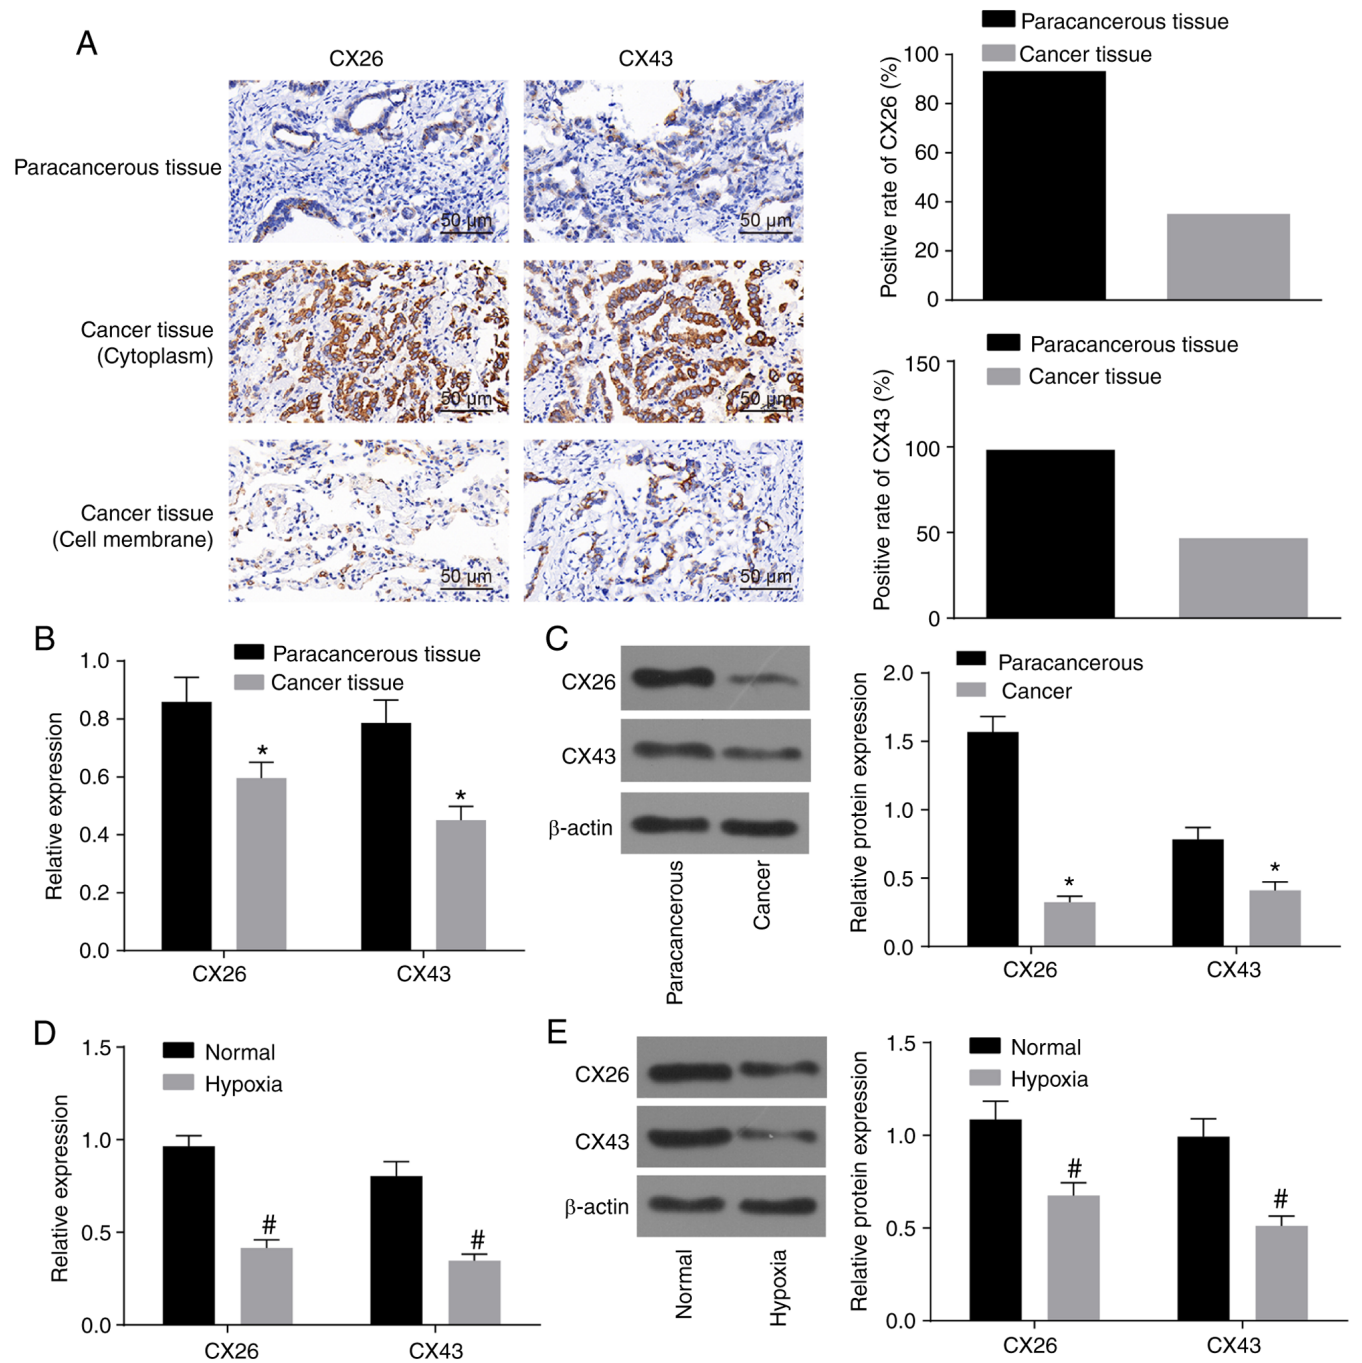 A
CX26
CX43
Paracancerous tissue
50 µm
50 µm
Cancer tissue
(Cytoplasm)
50 µm
50 µm
Cancer tissue
(Cell membrane)
50 µm
50 µm
Paracancerous tissue
Cancer tissue
Positive rate of CX26 (%)
100
80
60
40
20
0
Paracancerous tissue
Cancer tissue
Positive rate of CX43 (%)
150
100
50
0
B
Paracancerous tissue
Cancer tissue
Relative expression
1.0
0.8
0.6
0.4
0.2
0.0
*
*
CX26
CX43
C
CX26
CX43
β-actin
Paracancerous
Cancer
Paracancerous
Cancer
Relative protein expression
2.0
1.5
1.0
0.5
0.0
*
*
CX26
CX43
D
Normal
Hypoxia
Relative expression
1.5
1.0
0.5
0.0
#
#
CX26
CX43
E
CX26
CX43
β-actin
Normal
Hypoxia
Normal
Hypoxia
Relative protein expression
1.5
1.0
0.5
0.0
#
#
CX26
CX43